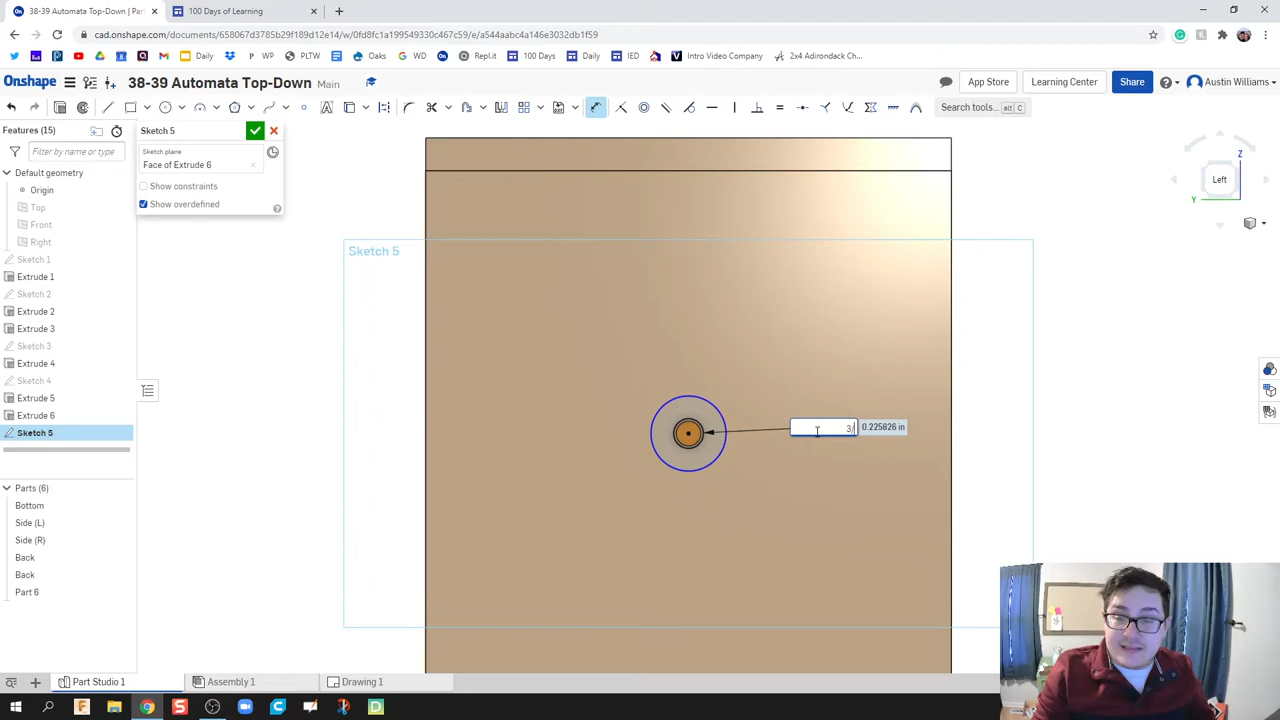 38-39 Automata Top-Down
100 Days of Learning
cad.onshape.com/documents/658067d3785b29f189d12e14/w/0fd8fc1a199549330c467c59/e/a544aabc4a146e3032db1f59
Daily
WP
PLTW
Oaks
WD
Repl.it
100 Days
Daily
IED
Intro Video Company
2x4 Adirondack Ch...
Onshape
38-39 Automata Top-Down
Main
App Store
Learning Center
Share
Austin Williams
Search tools...
alt
C
Features (15)
Filter by name or type
Default geometry
Origin
Top
Front
Right
Sketch 1
Extrude 1
Sketch 2
Extrude 2
Extrude 3
Sketch 3
Extrude 4
Sketch 4
Extrude 5
Extrude 6
Sketch 5
Parts (6)
Bottom
Side (L)
Side (R)
Back
Back
Part 6
Sketch 5
Sketch plane
Face of Extrude 6
Show constraints
Show overdefined
Sketch 5
3/
0.225826 in
Z
Left
Y
Part Studio 1
Assembly 1
Drawing 1